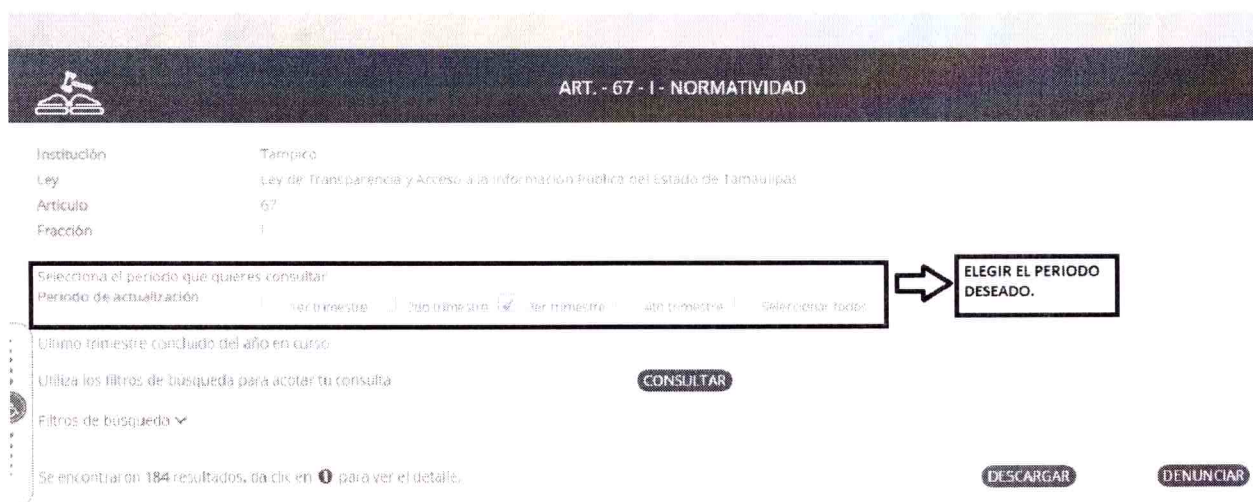 ART. - 67 - I - NORMATIVIDAD
Institución Tampico
Ley Ley de Transparencia y Acceso a la Información Pública del Estado de Tamaulipas
Artículo 67
Fracción I
Selecciona el periodo que quieres consultar
Periodo de actualización 1er trimestre 2do trimestre 3er trimestre 4to trimestre Seleccionar todos
ELEGIR EL PERIODO
DESEADO.
Ultimo trimestre concluido del año en curso
Utiliza los filtros de búsqueda para acotar tu consulta CONSULTAR
Filtros de búsqueda
Se encontraron 184 resultados, da clic en i para ver el detalle. DESCARGAR DENUNCIAR